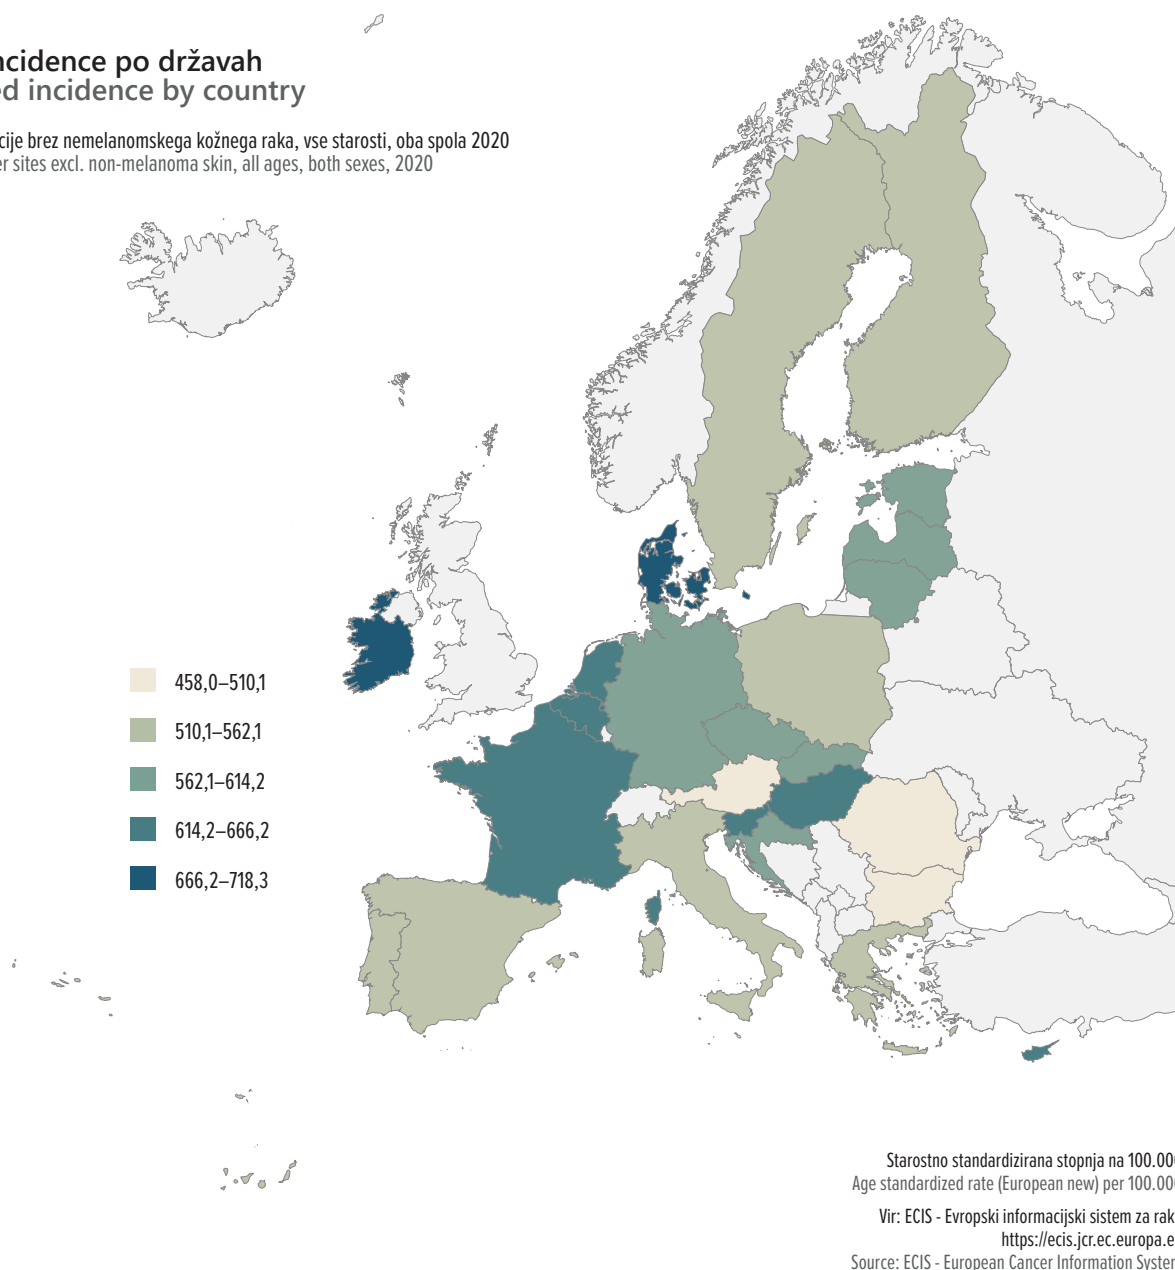 ncidence po državah
ed incidence by country
cije brez nemelanomskega kožnega raka, vse starosti, oba spola 2020
er sites excl. non-melanoma skin, all ages, both sexes, 2020
458,0–510,1
510,1–562,1
562,1–614,2
614,2–666,2
666,2–718,3
Starostno standardizirana stopnja na 100.00
Age standardized rate (European new) per 100.00
Vir: ECIS - Evropski informacijski sistem za rak
https://ecis.jcr.ec.europa.e
Source: ECIS - European Cancer Information System